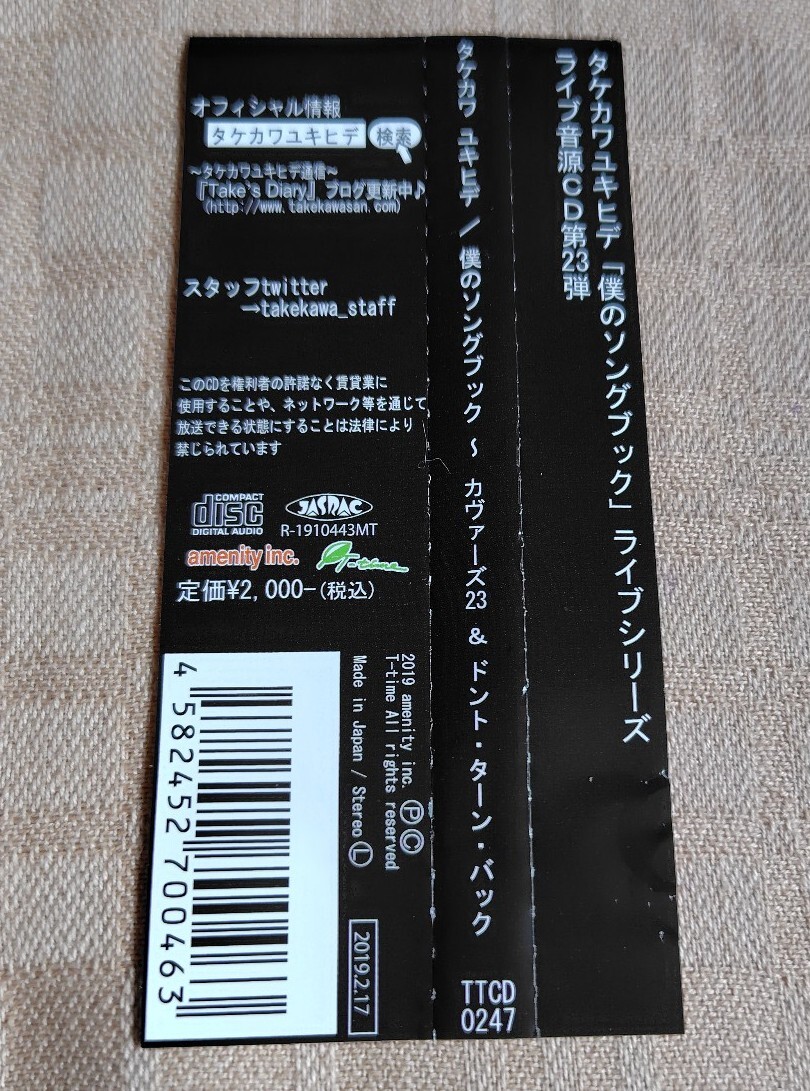 タケカワユキヒデ「僕のソングブック」ライブシリーズ
ライブ音源CD第23弾
タケカワ ユキヒデ / 僕のソングブック ～ カヴァーズ23 & ドント・ターン・バック
TTCD
0247
オフィシャル情報
タケカワユキヒデ 検索
～タケカワユキヒデ通信～
『Take's Diary』ブログ更新中♪
(http://www.takekawasan.com)
スタッフtwitter
→takekawa_staff
このCDを権利者の許諾なく賃貸業に
使用することや、ネットワーク等を通じて
放送できる状態にすることは法律により
禁じられています
COMPACT
disc
DIGITAL AUDIO
JASRAC
R-1910443MT
amenity inc.
T-time
定価¥2,000-(税込)
2019 amenity inc. ⓅⒸ
T-time All rights reserved
Made in Japan / Stereo Ⓛ
2019.2.17
4 582452 700463